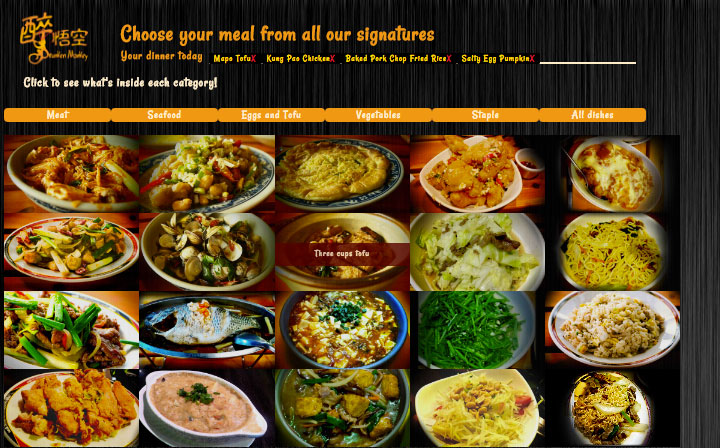 醉悟空
Drunken Monkey
Choose your meal from all our signatures
Your dinner today Mapo TofuX , Kung Pao ChickenX , Baked Pork Chop Fried RiceX , Salty Egg PumpkinX
Click to see what's inside each category!
Meat Seafood Eggs and Tofu Vegetables Staple All dishes
Three cups tofu